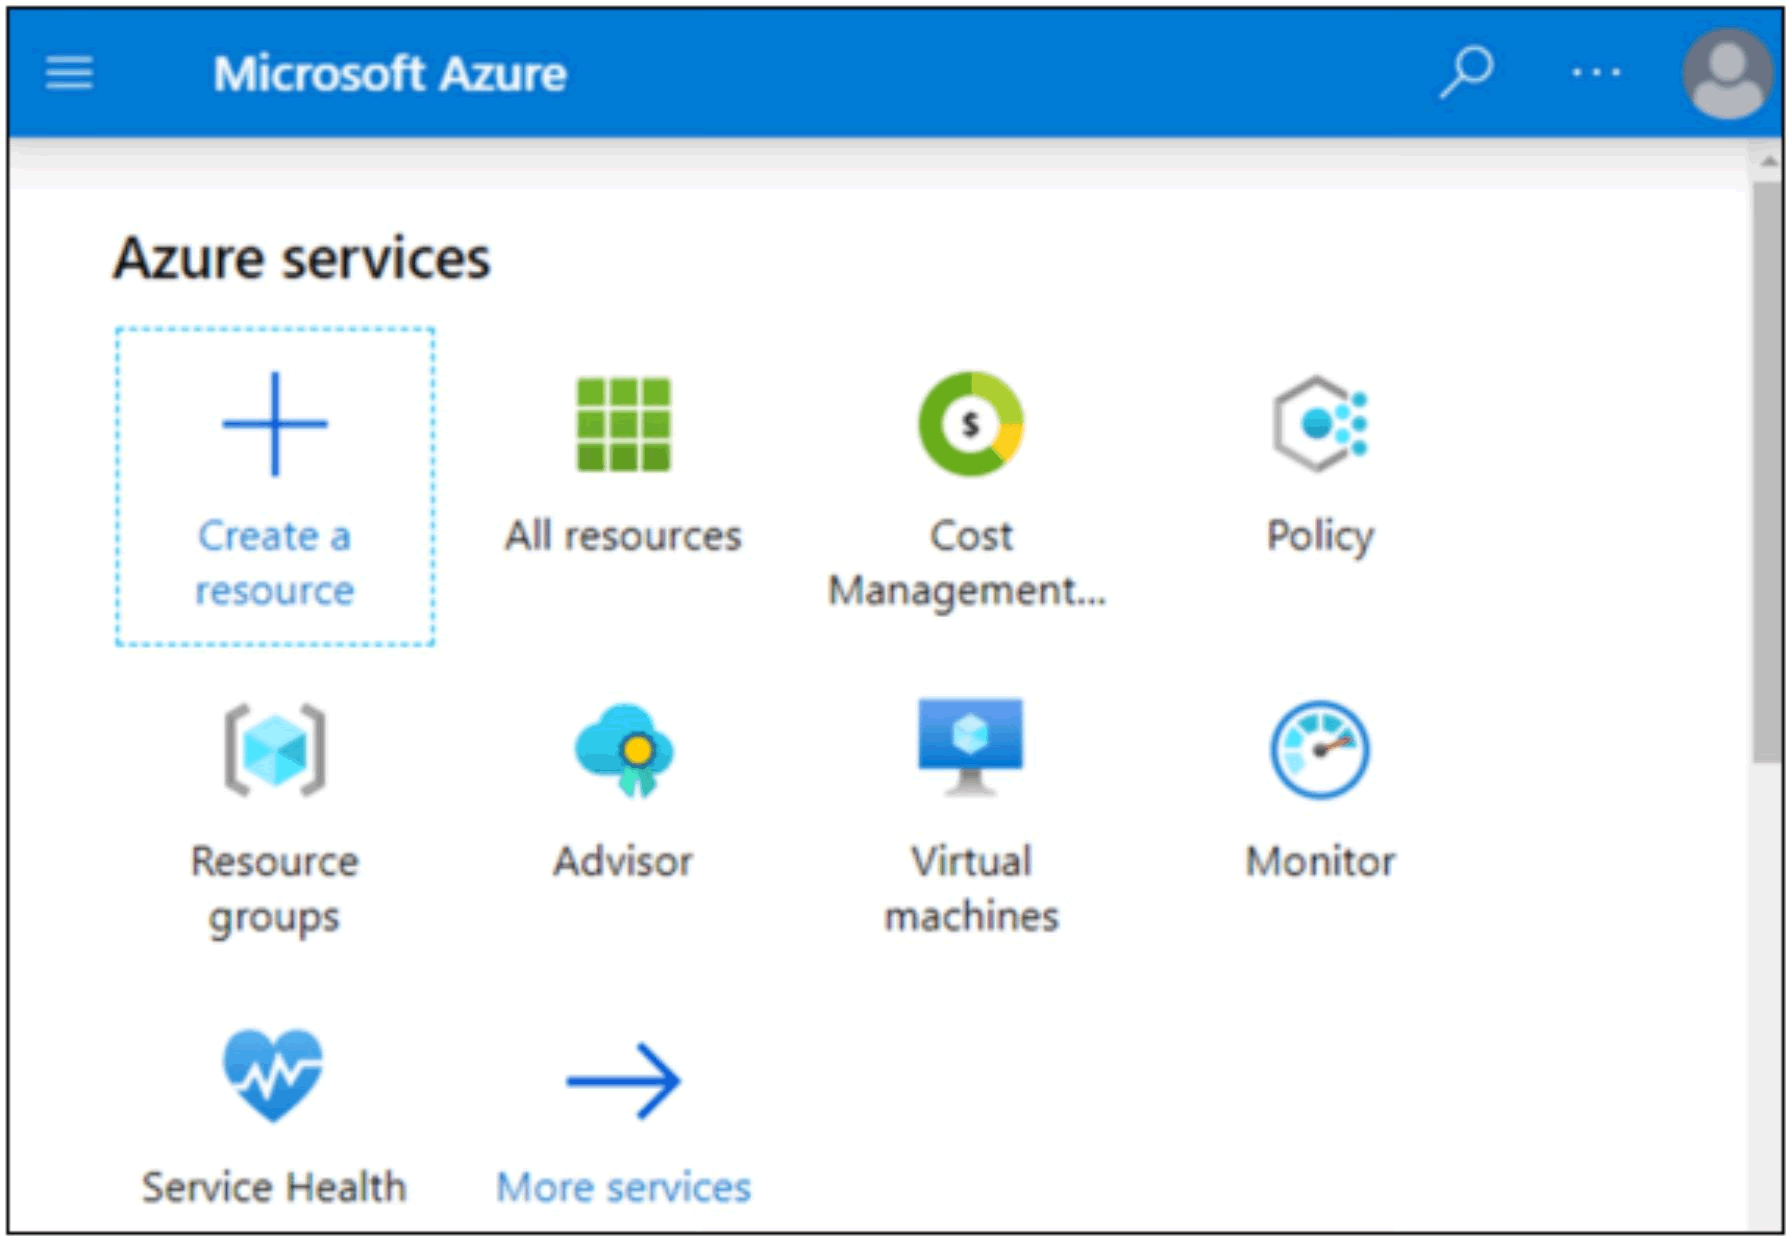 Microsoft Azure
Azure services
Create a
resource
All resources
Cost
Management...
Policy
Resource
groups
Advisor
Virtual
machines
Monitor
Service Health
More services